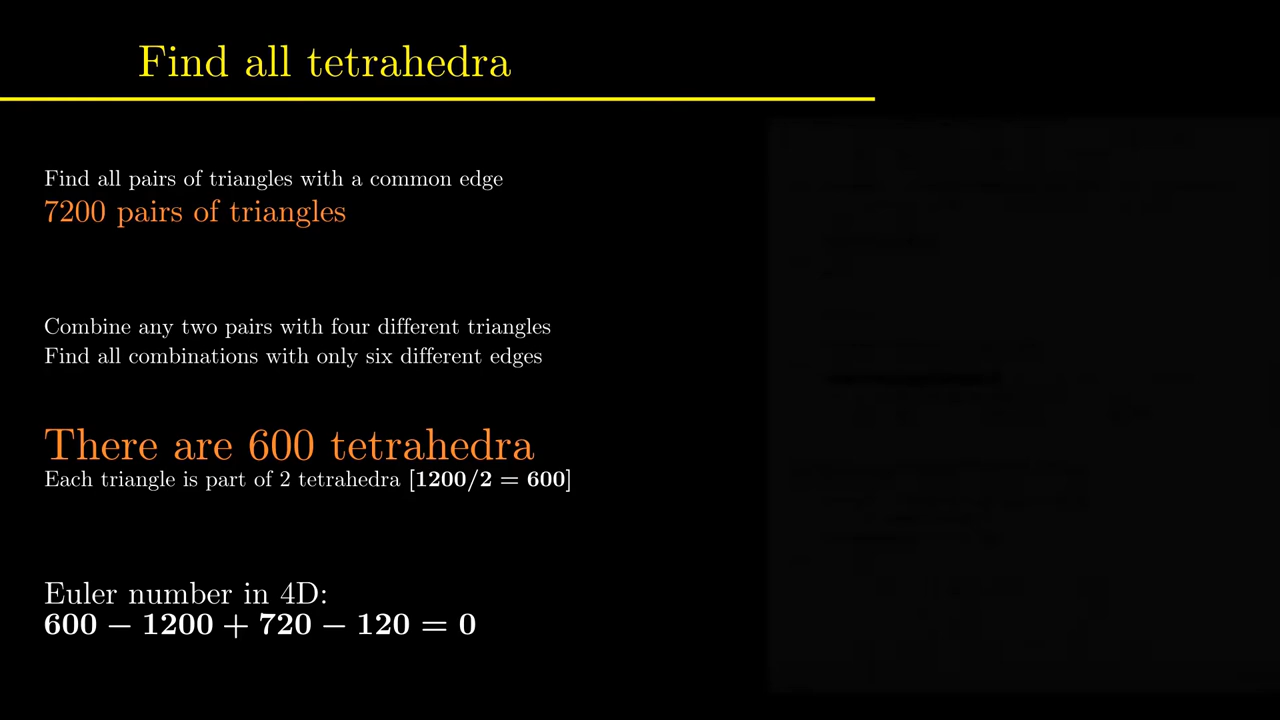 Find all tetrahedra
Find all pairs of triangles with a common edge
7200 pairs of triangles
Combine any two pairs with four different triangles
Find all combinations with only six different edges
There are 600 tetrahedra
Each triangle is part of 2 tetrahedra [1200/2 = 600]
Euler number in 4D:
600 − 1200 + 720 − 120 = 0